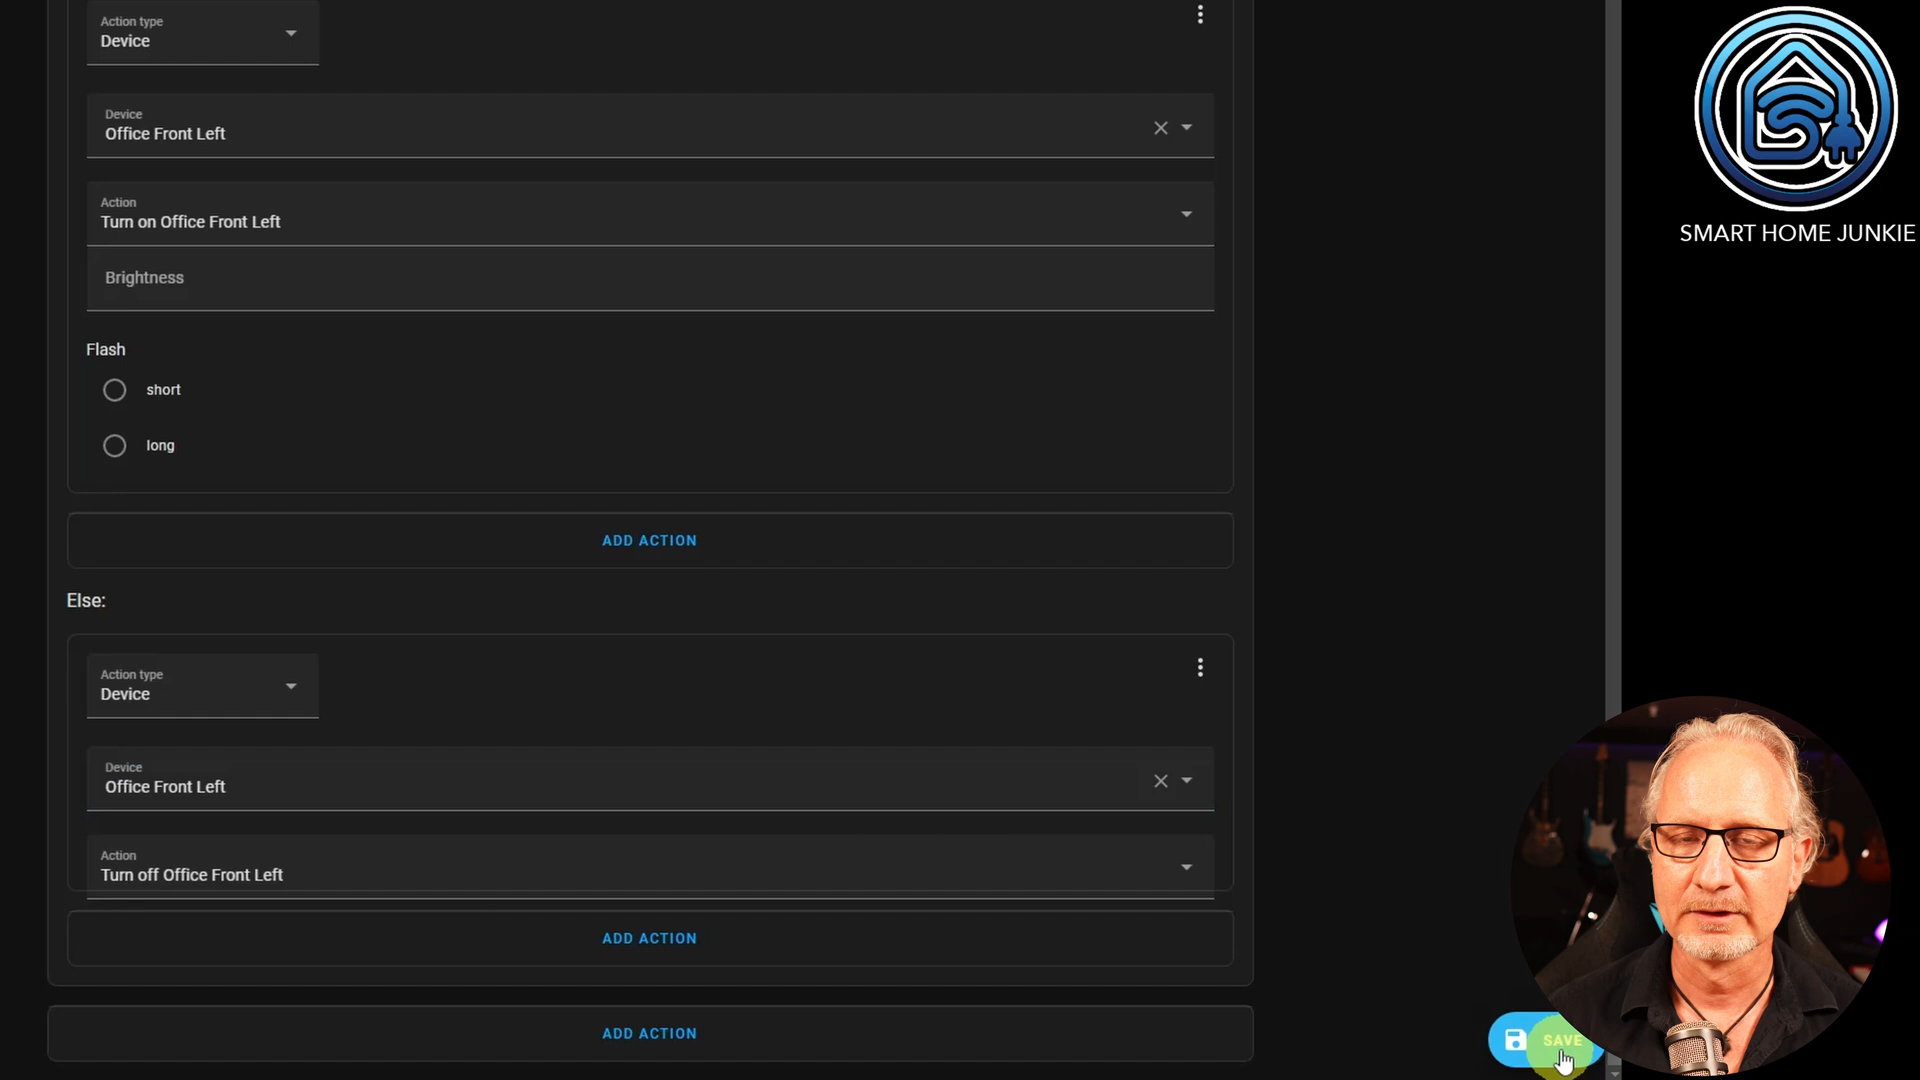 Action type
Device
Device
Office Front Left
Action
Turn on Office Front Left
Brightness
Flash
short
long
ADD ACTION
Else:
Action type
Device
Device
Office Front Left
Action
Turn off Office Front Left
ADD ACTION
ADD ACTION
SAVE
SMART HOME JUNKIE